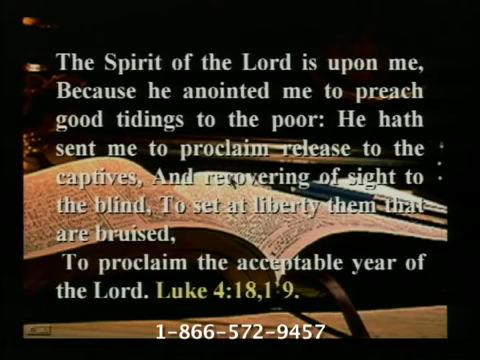 The Spirit of the Lord is upon me,
Because he anointed me to preach
good tidings to the poor: He hath
sent me to proclaim release to the
captives, And recovering of sight to
the blind, To set at liberty them that
are bruised,
To proclaim the acceptable year of
the Lord. Luke 4:18,19.
1-866-572-9457